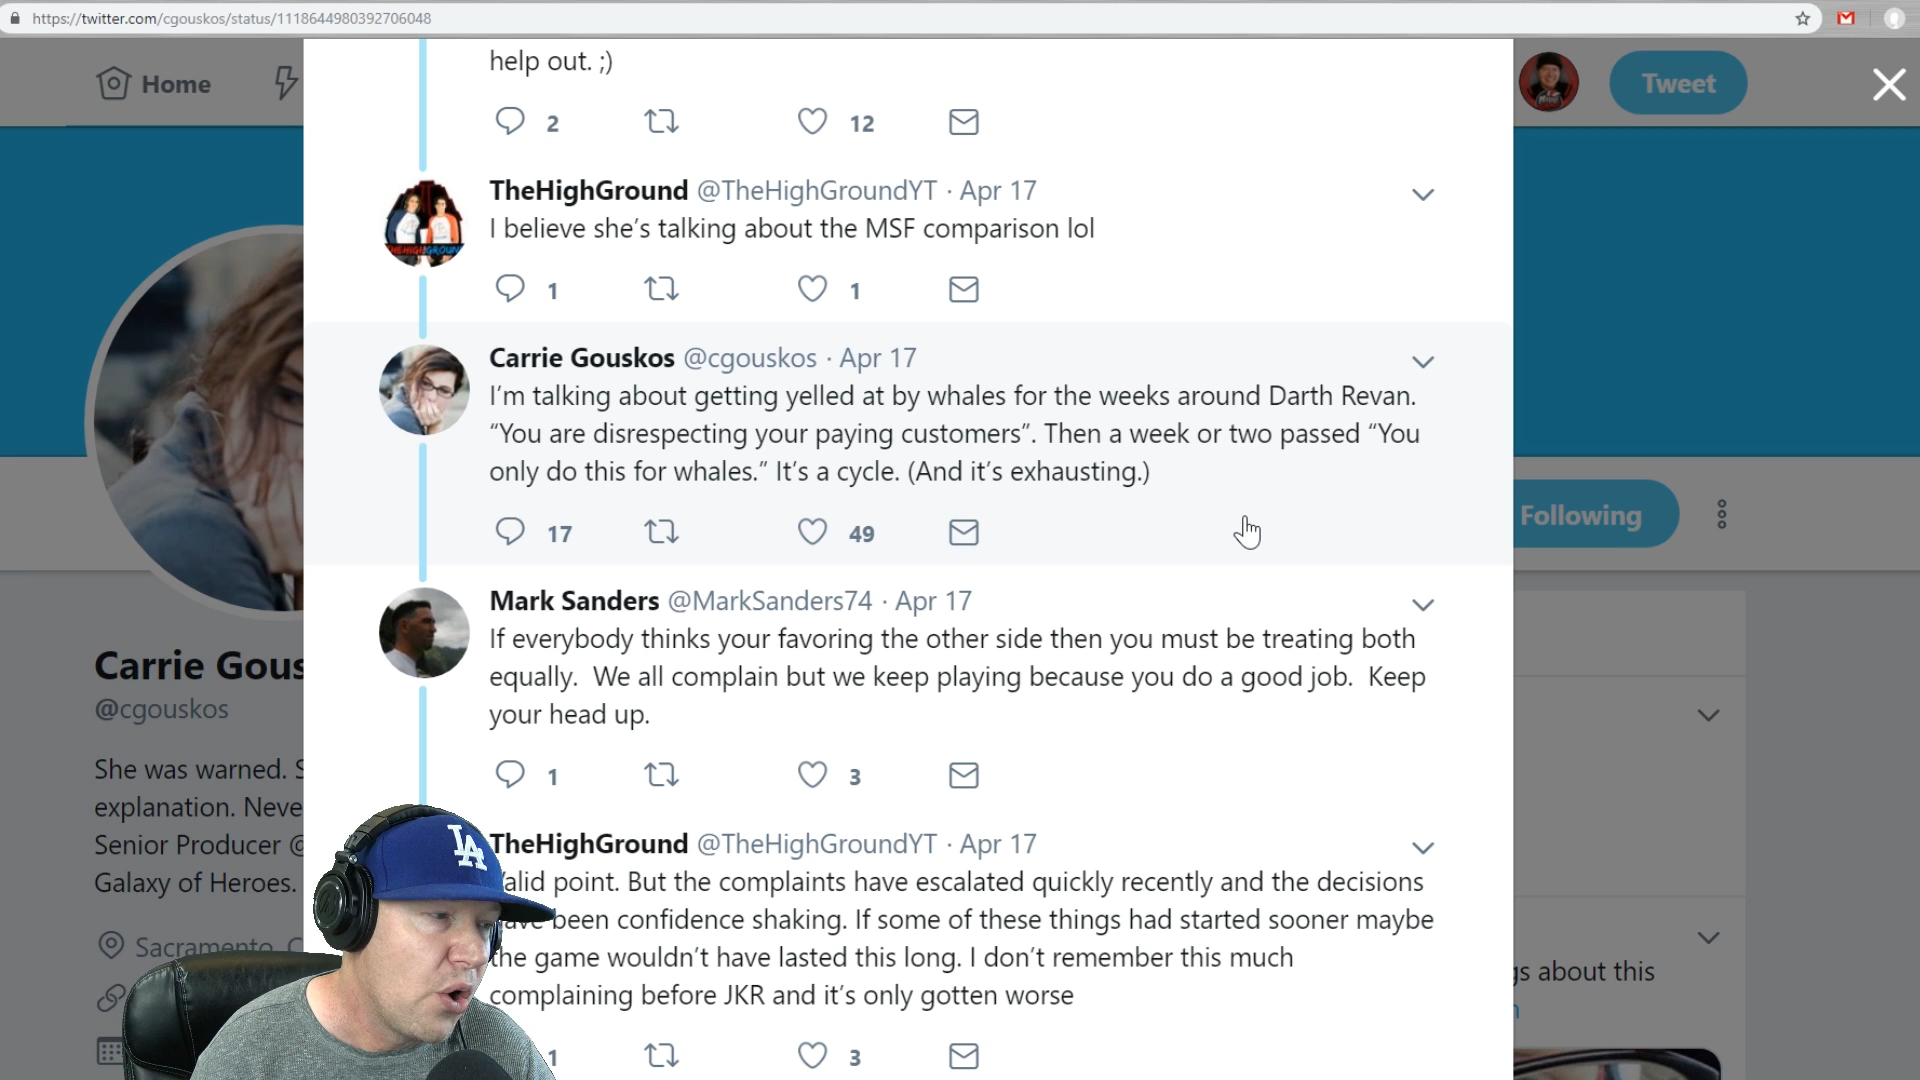 https://twitter.com/cgouskos/status/1118644980392706048
Home
Tweet
help out. ;)
2 12
TheHighGround @TheHighGroundYT · Apr 17
I believe she's talking about the MSF comparison lol
1 1
Carrie Gouskos @cgouskos · Apr 17
I'm talking about getting yelled at by whales for the weeks around Darth Revan.
“You are disrespecting your paying customers”. Then a week or two passed “You
only do this for whales.” It's a cycle. (And it's exhausting.)
17 49
Following
Mark Sanders @MarkSanders74 · Apr 17
If everybody thinks your favoring the other side then you must be treating both
equally.  We all complain but we keep playing because you do a good job.  Keep
your head up.
1 3
Carrie Gous
@cgouskos
She was warned. S
explanation. Neve
Senior Producer @
Galaxy of Heroes.
Sacramento, C
TheHighGround @TheHighGroundYT · Apr 17
alid point. But the complaints have escalated quickly recently and the decisions
have been confidence shaking. If some of these things had started sooner maybe
the game wouldn't have lasted this long. I don't remember this much
complaining before JKR and it's only gotten worse
1 3
gs about this
LA